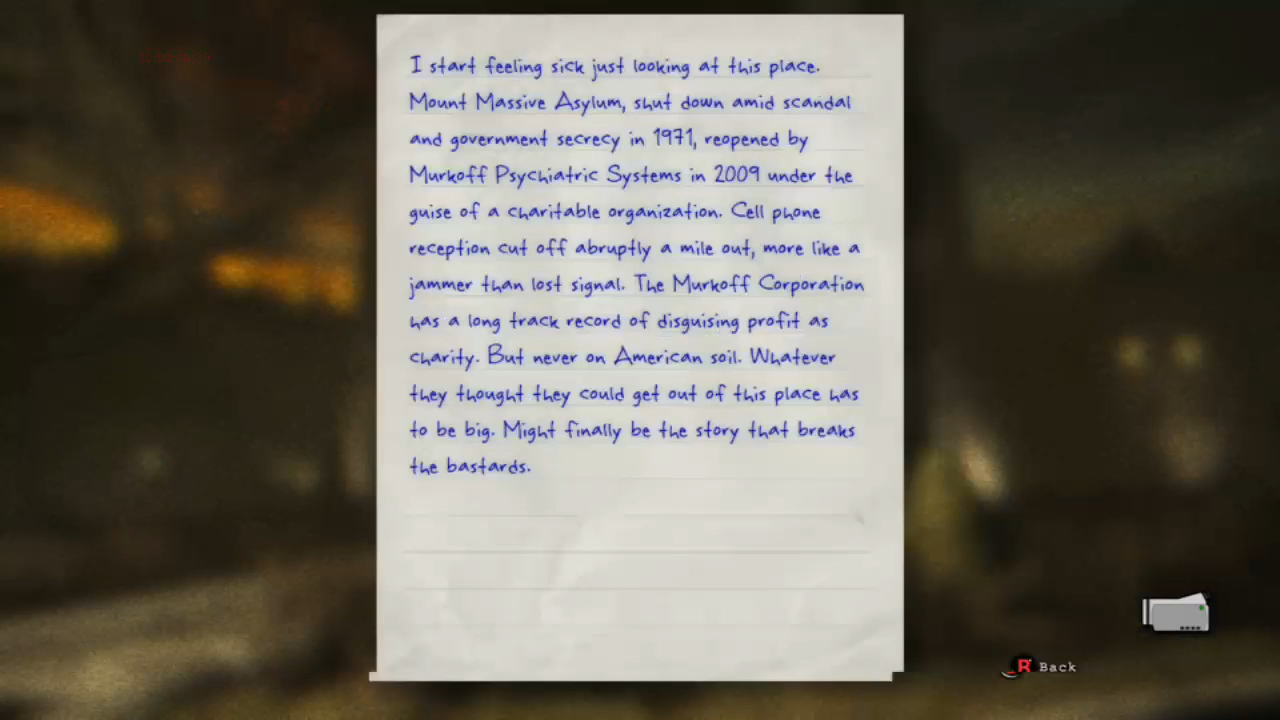 I start feeling sick just looking at this place.
Mount Massive Asylum, shut down amid scandal
and government secrecy in 1971, reopened by
Murkoff Psychiatric Systems in 2009 under the
guise of a charitable organization. Cell phone
reception cut off abruptly a mile out, more like a
jammer than lost signal. The Murkoff Corporation
has a long track record of disguising profit as
charity. But never on American soil. Whatever
they thought they could get out of this place has
to be big. Might finally be the story that breaks
the bastards.
R Back